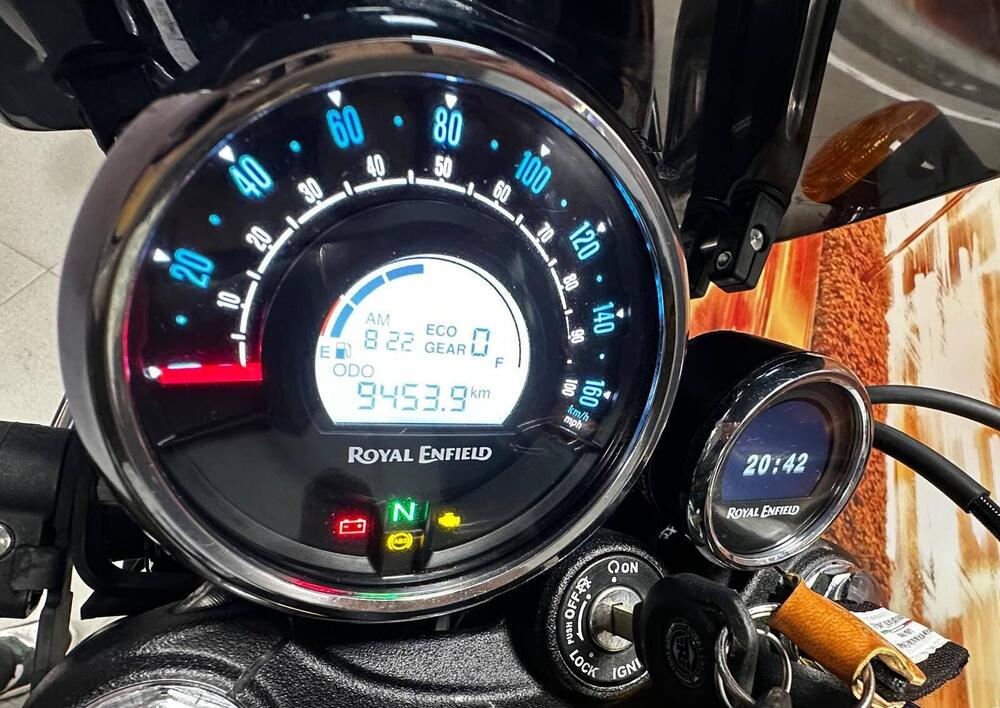 20
40
60
80
100
120
140
160
km/h
10
20
30
40
50
60
70
80
90
100
mph
AM
8 22
ECO
GEAR 0
E
F
ODO
9453.9 km
ROYAL ENFIELD
N
ABS
20:42
ROYAL ENFIELD
ON
OFF
PUSH
LOCK
IGNI